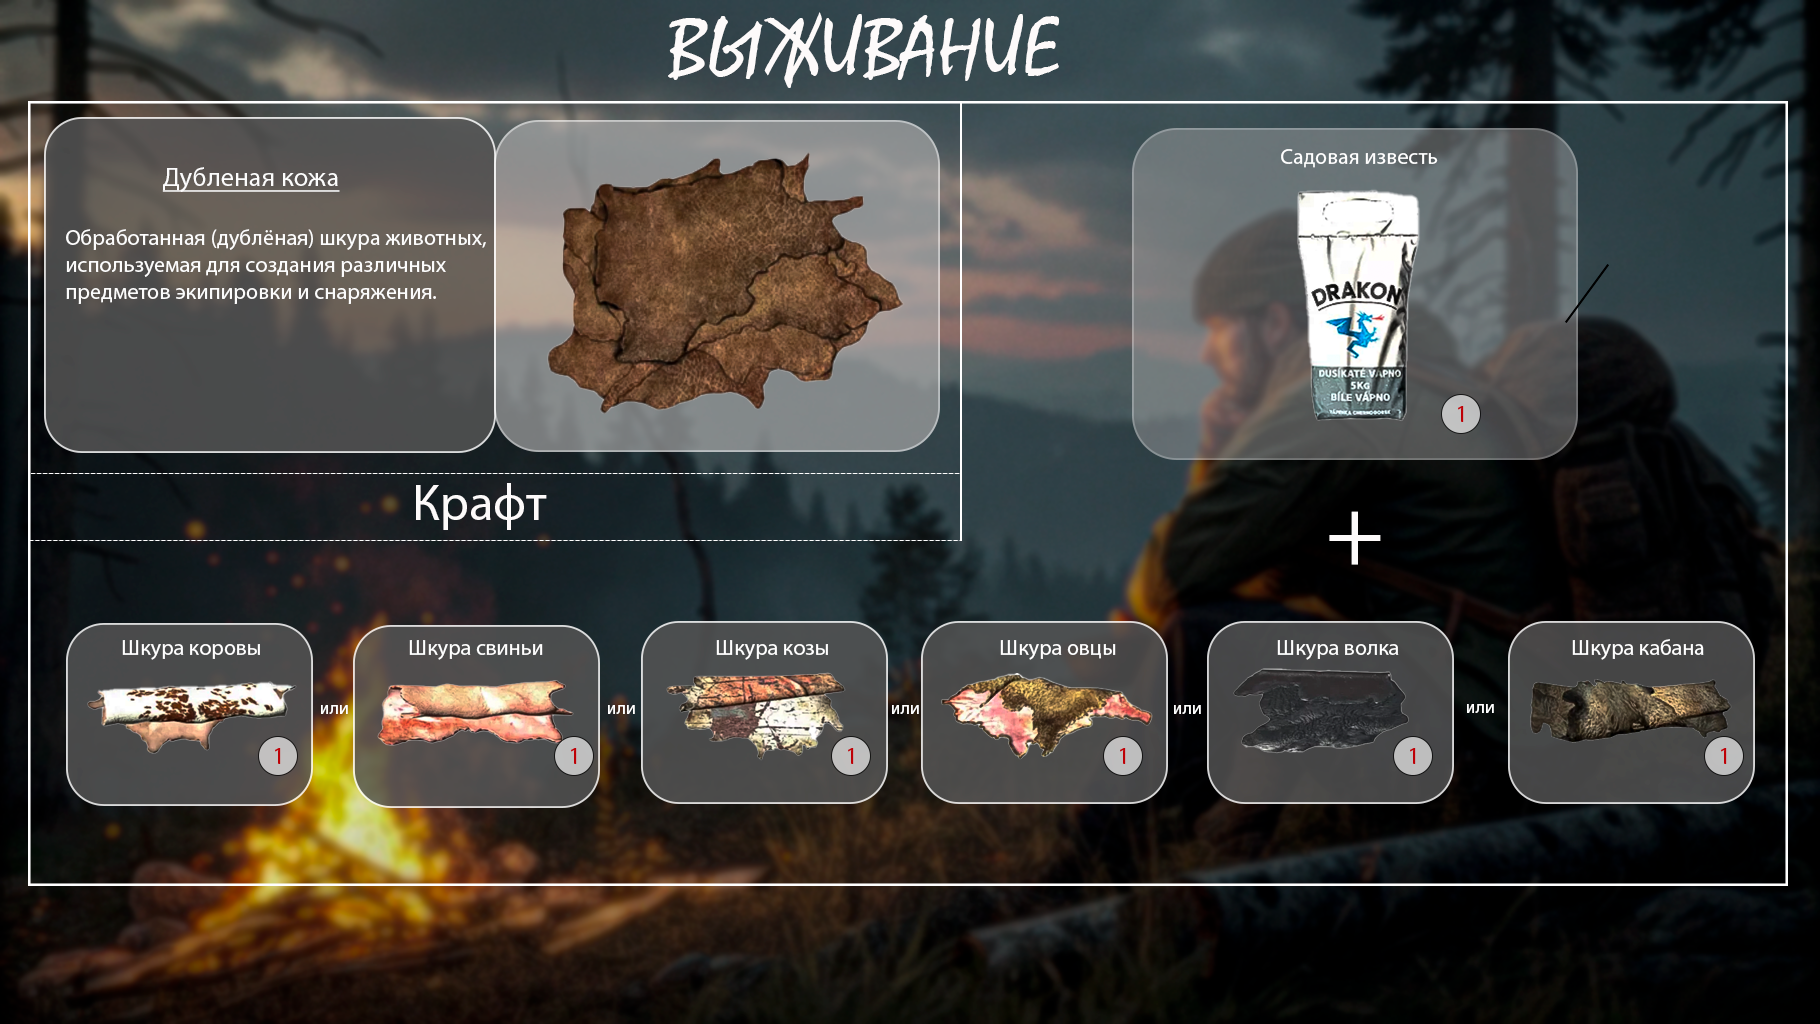 ВЫЖИВАНИЕ
Дубленая кожа
Обработанная (дублёная) шкура животных,
используемая для создания различных
предметов экипировки и снаряжения.
Садовая известь
DRAKON
DUSÍKATÉ VÁPNO
5KG
BÍLE VÁPNO
VÁPENKA CHERNOGORSK
1
Крафт
+
Шкура коровы
1
или
Шкура свиньи
1
или
Шкура козы
1
или
Шкура овцы
1
или
Шкура волка
1
или
Шкура кабана
1